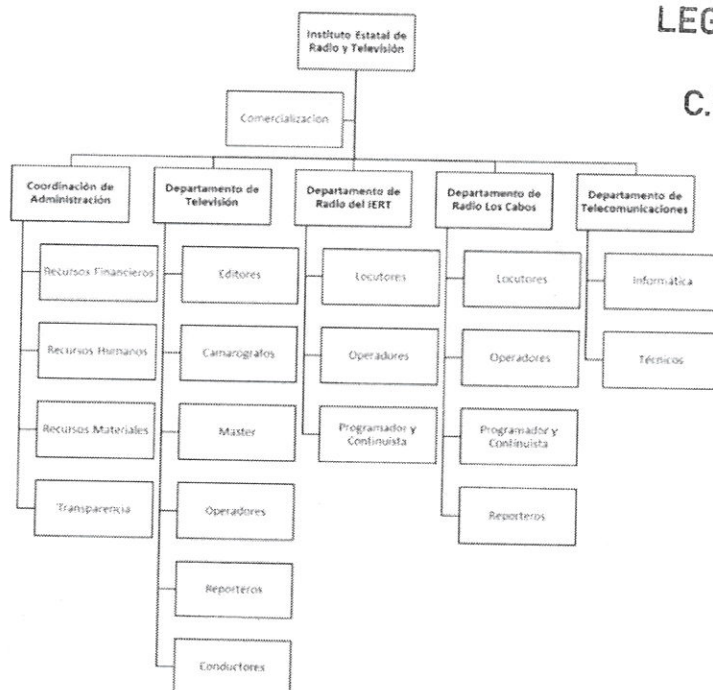 LEG
C.
Instituto Estatal de
Radio y Televisión
Comercialización
Coordinación de
Administración
Recursos Financieros
Recursos Humanos
Recursos Materiales
Transparencia
Departamento de
Televisión
Editores
Camarografos
Master
Operadores
Reporteros
Conductores
Departamento de
Radio del IERT
Locutores
Operadores
Programador y
Continuista
Departamento de
Radio Los Cabos
Locutores
Operadores
Programador y
Continuista
Reporteros
Departamento de
Telecomunicaciones
Informática
Técnicos